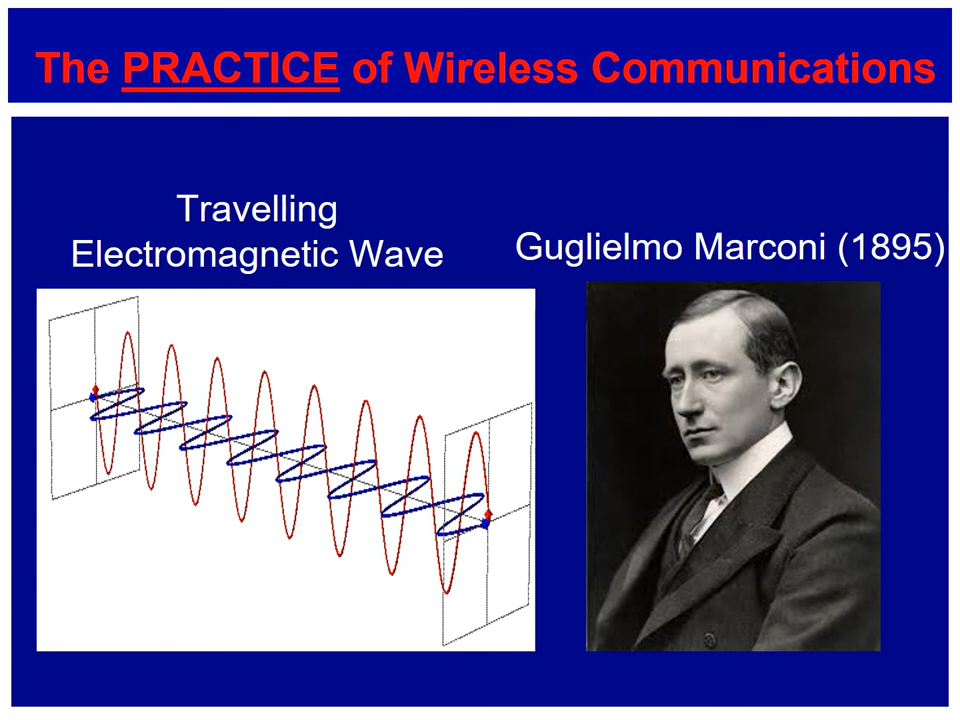 The PRACTICE of Wireless Communications
Travelling
Electromagnetic Wave
Guglielmo Marconi (1895)